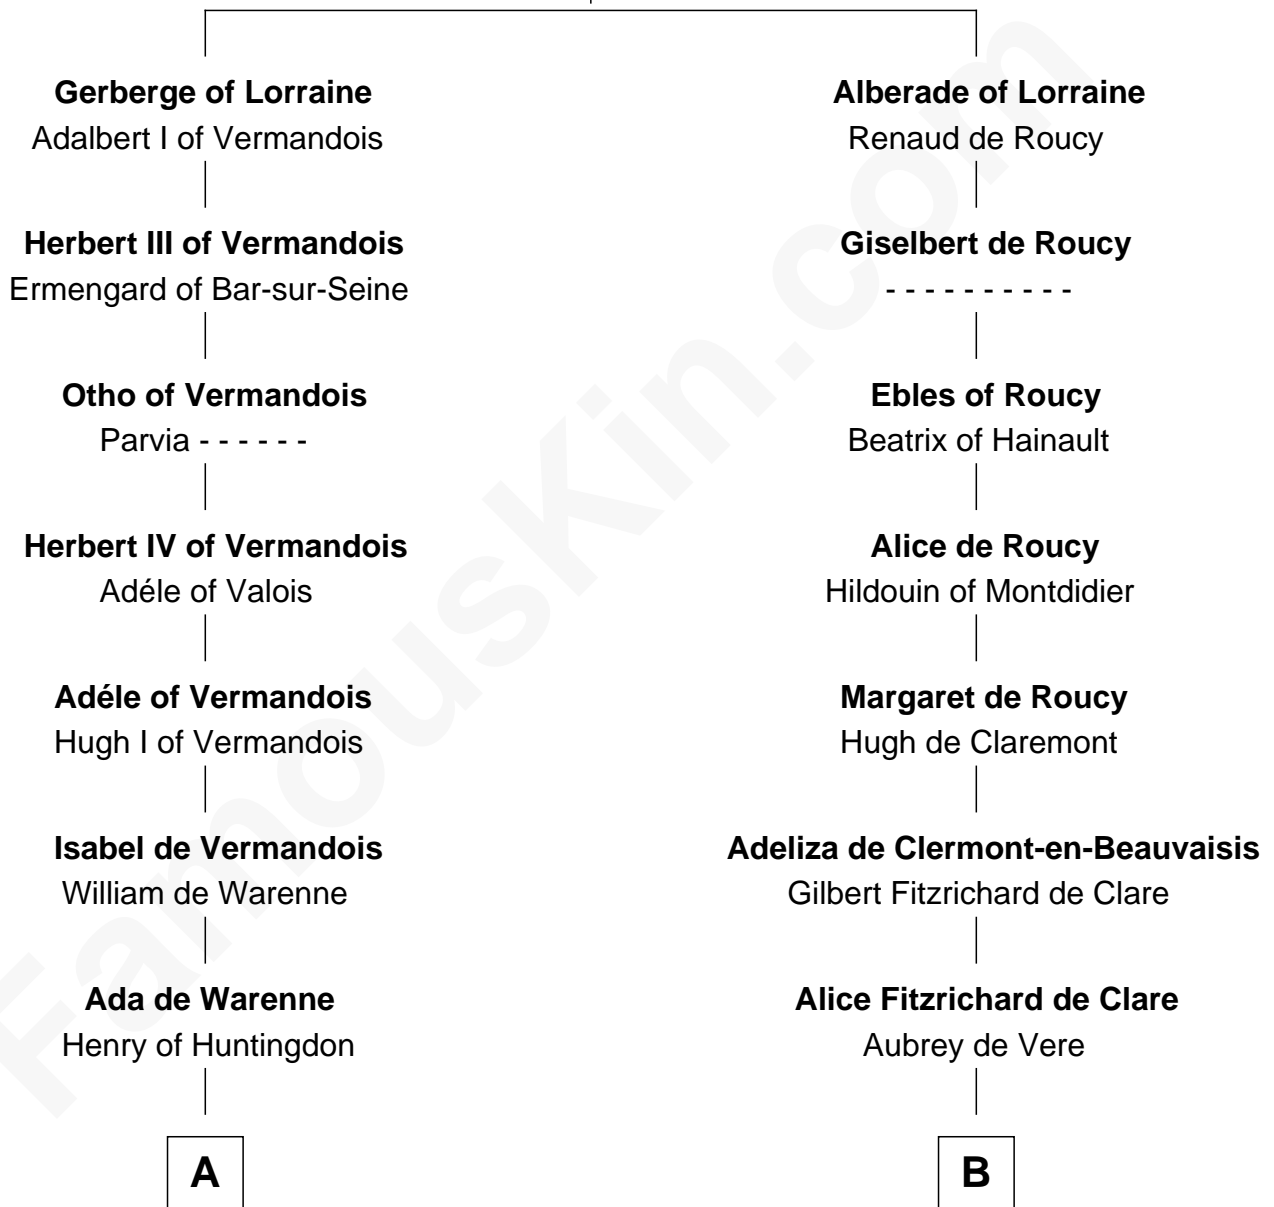 Gerberge of Lorraine
Adalbert I of Vermandois
Herbert III of Vermandois
Ermengard of Bar-sur-Seine
Otho of Vermandois
Parvia - - - - - -
Herbert IV of Vermandois
Adéle of Valois
Adéle of Vermandois
Hugh I of Vermandois
Isabel de Vermandois
William de Warenne
Ada de Warenne
Henry of Huntingdon
A
Alberade of Lorraine
Renaud de Roucy
Giselbert de Roucy
- - - - - - - - - -
Ebles of Roucy
Beatrix of Hainault
Alice de Roucy
Hildouin of Montdidier
Margaret de Roucy
Hugh de Claremont
Adeliza de Clermont-en-Beauvaisis
Gilbert Fitzrichard de Clare
Alice Fitzrichard de Clare
Aubrey de Vere
B
FamousKin.com